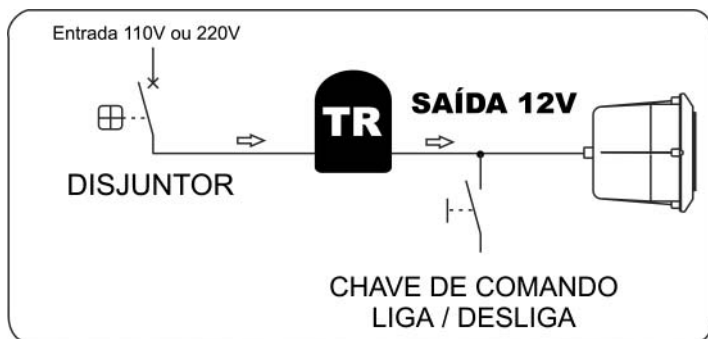 Entrada 110V ou 220V
TR
SAÍDA 12V
DISJUNTOR
CHAVE DE COMANDO
LIGA / DESLIGA